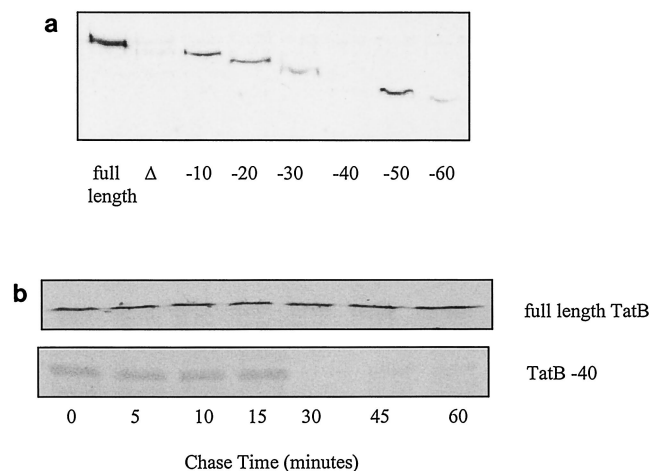 a
full length Δ -10 -20 -30 -40 -50 -60
b
full length TatB
TatB -40
0 5 10 15 30 45 60
Chase Time (minutes)